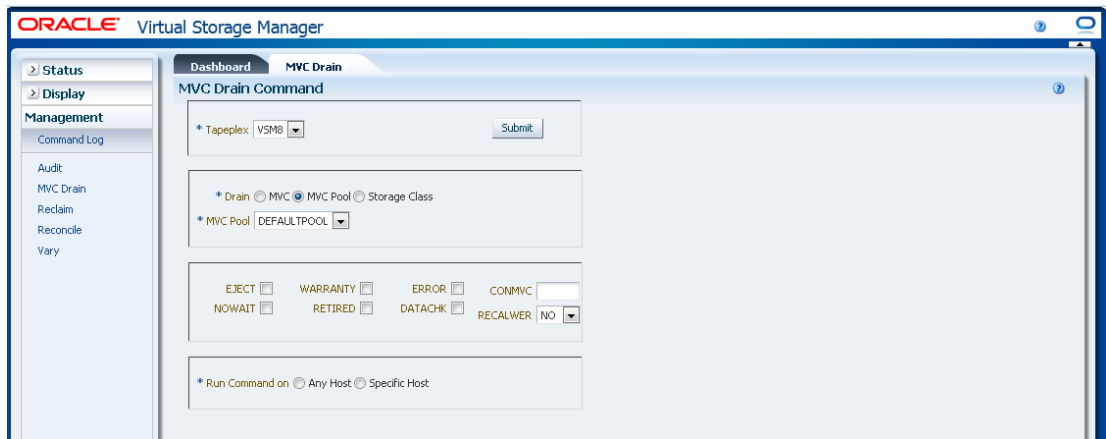 ORACLE Virtual Storage Manager
Status
Display
Management
Command Log
Audit
MVC Drain
Reclaim
Reconcile
Vary
Dashboard MVC Drain
MVC Drain Command
* Tapeplex VSM8 Submit
* Drain MVC MVC Pool Storage Class
* MVC Pool DEFAULTPOOL
EJECT WARRANTY ERROR CONMVC
NOWAIT RETIRED DATACHK RECALWER NO
* Run Command on Any Host Specific Host